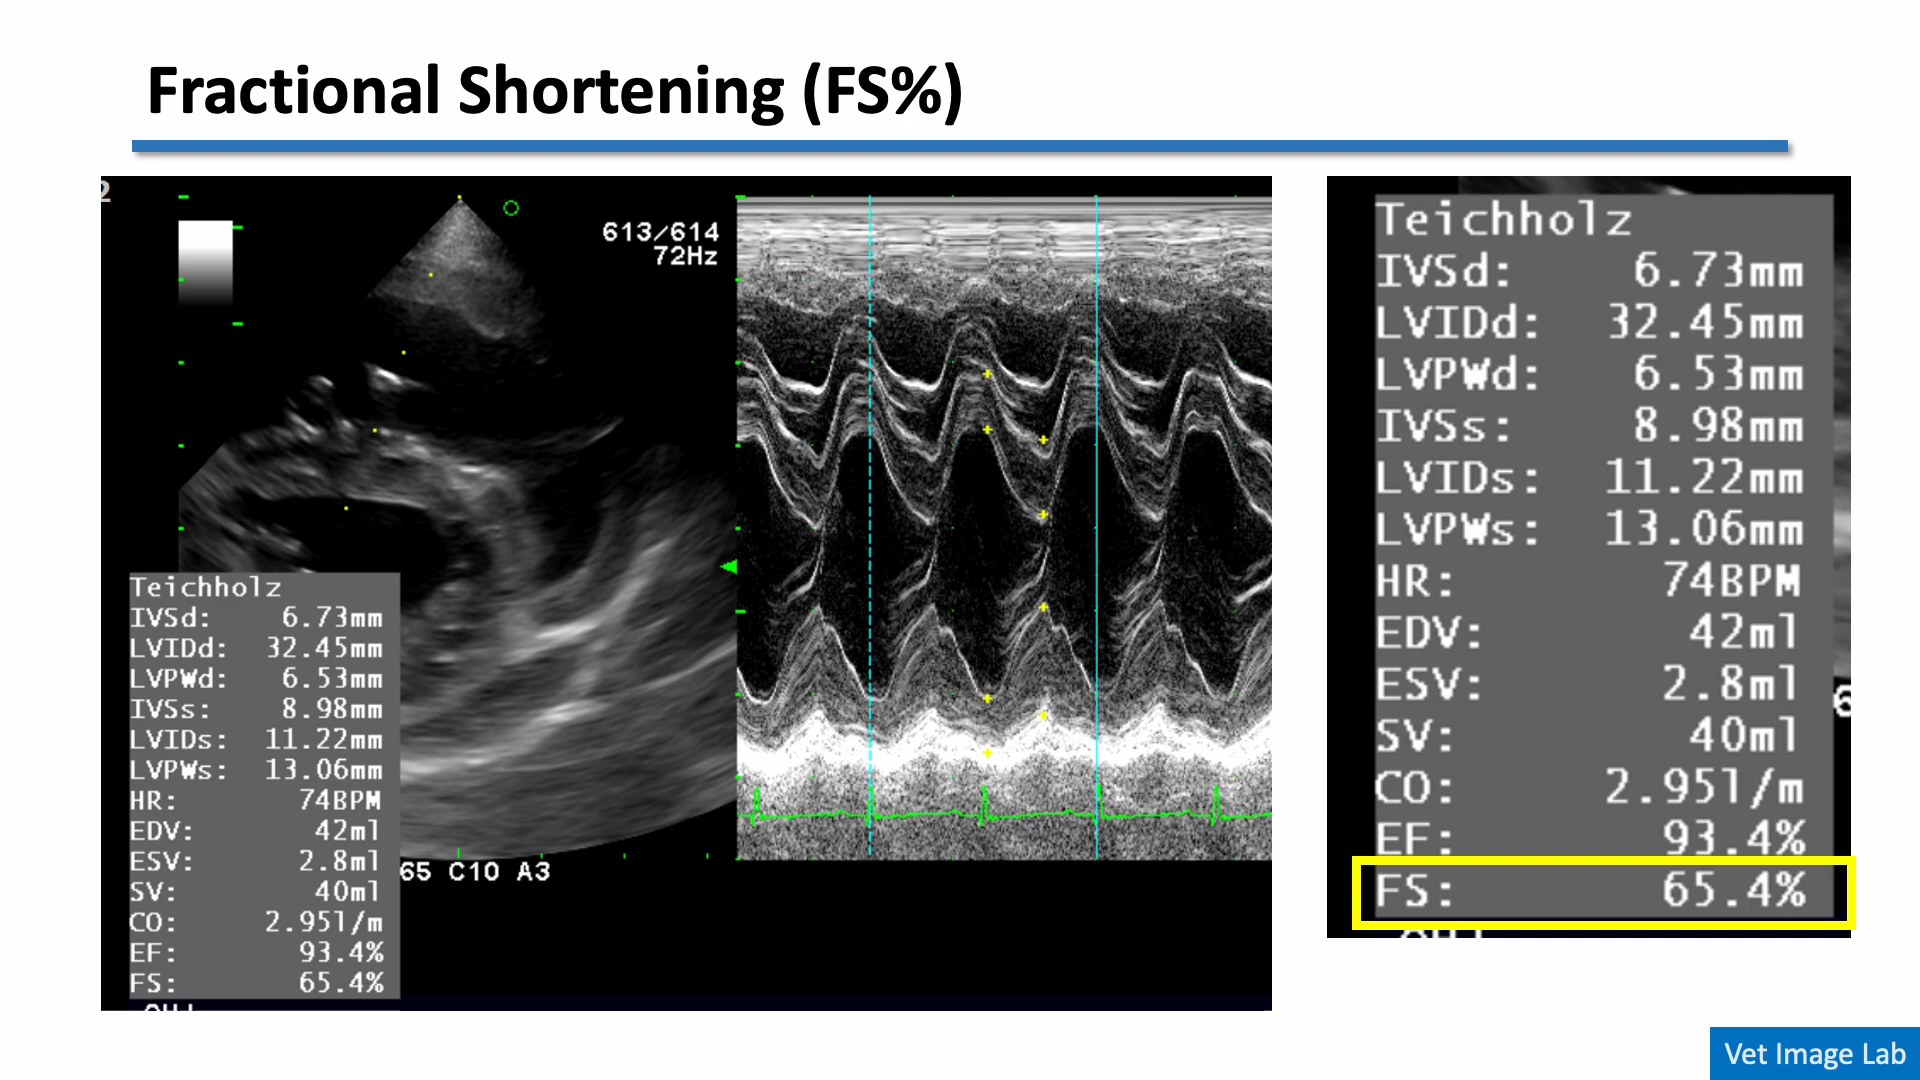 Fractional Shortening (FS%)
2
613/614
72Hz
Teichholz
IVSd: 6.73mm
LVIDd: 32.45mm
LVPWd: 6.53mm
IVSs: 8.98mm
LVIDs: 11.22mm
LVPWs: 13.06mm
HR: 74BPM
EDV: 42ml
ESV: 2.8ml
SV: 40ml
CO: 2.95l/m
EF: 93.4%
FS: 65.4%
65 C10 A3
Teichholz
IVSd: 6.73mm
LVIDd: 32.45mm
LVPWd: 6.53mm
IVSs: 8.98mm
LVIDs: 11.22mm
LVPWs: 13.06mm
HR: 74BPM
EDV: 42ml
ESV: 2.8ml
SV: 40ml
CO: 2.95l/m
EF: 93.4%
FS: 65.4%
6
Vet Image Lab